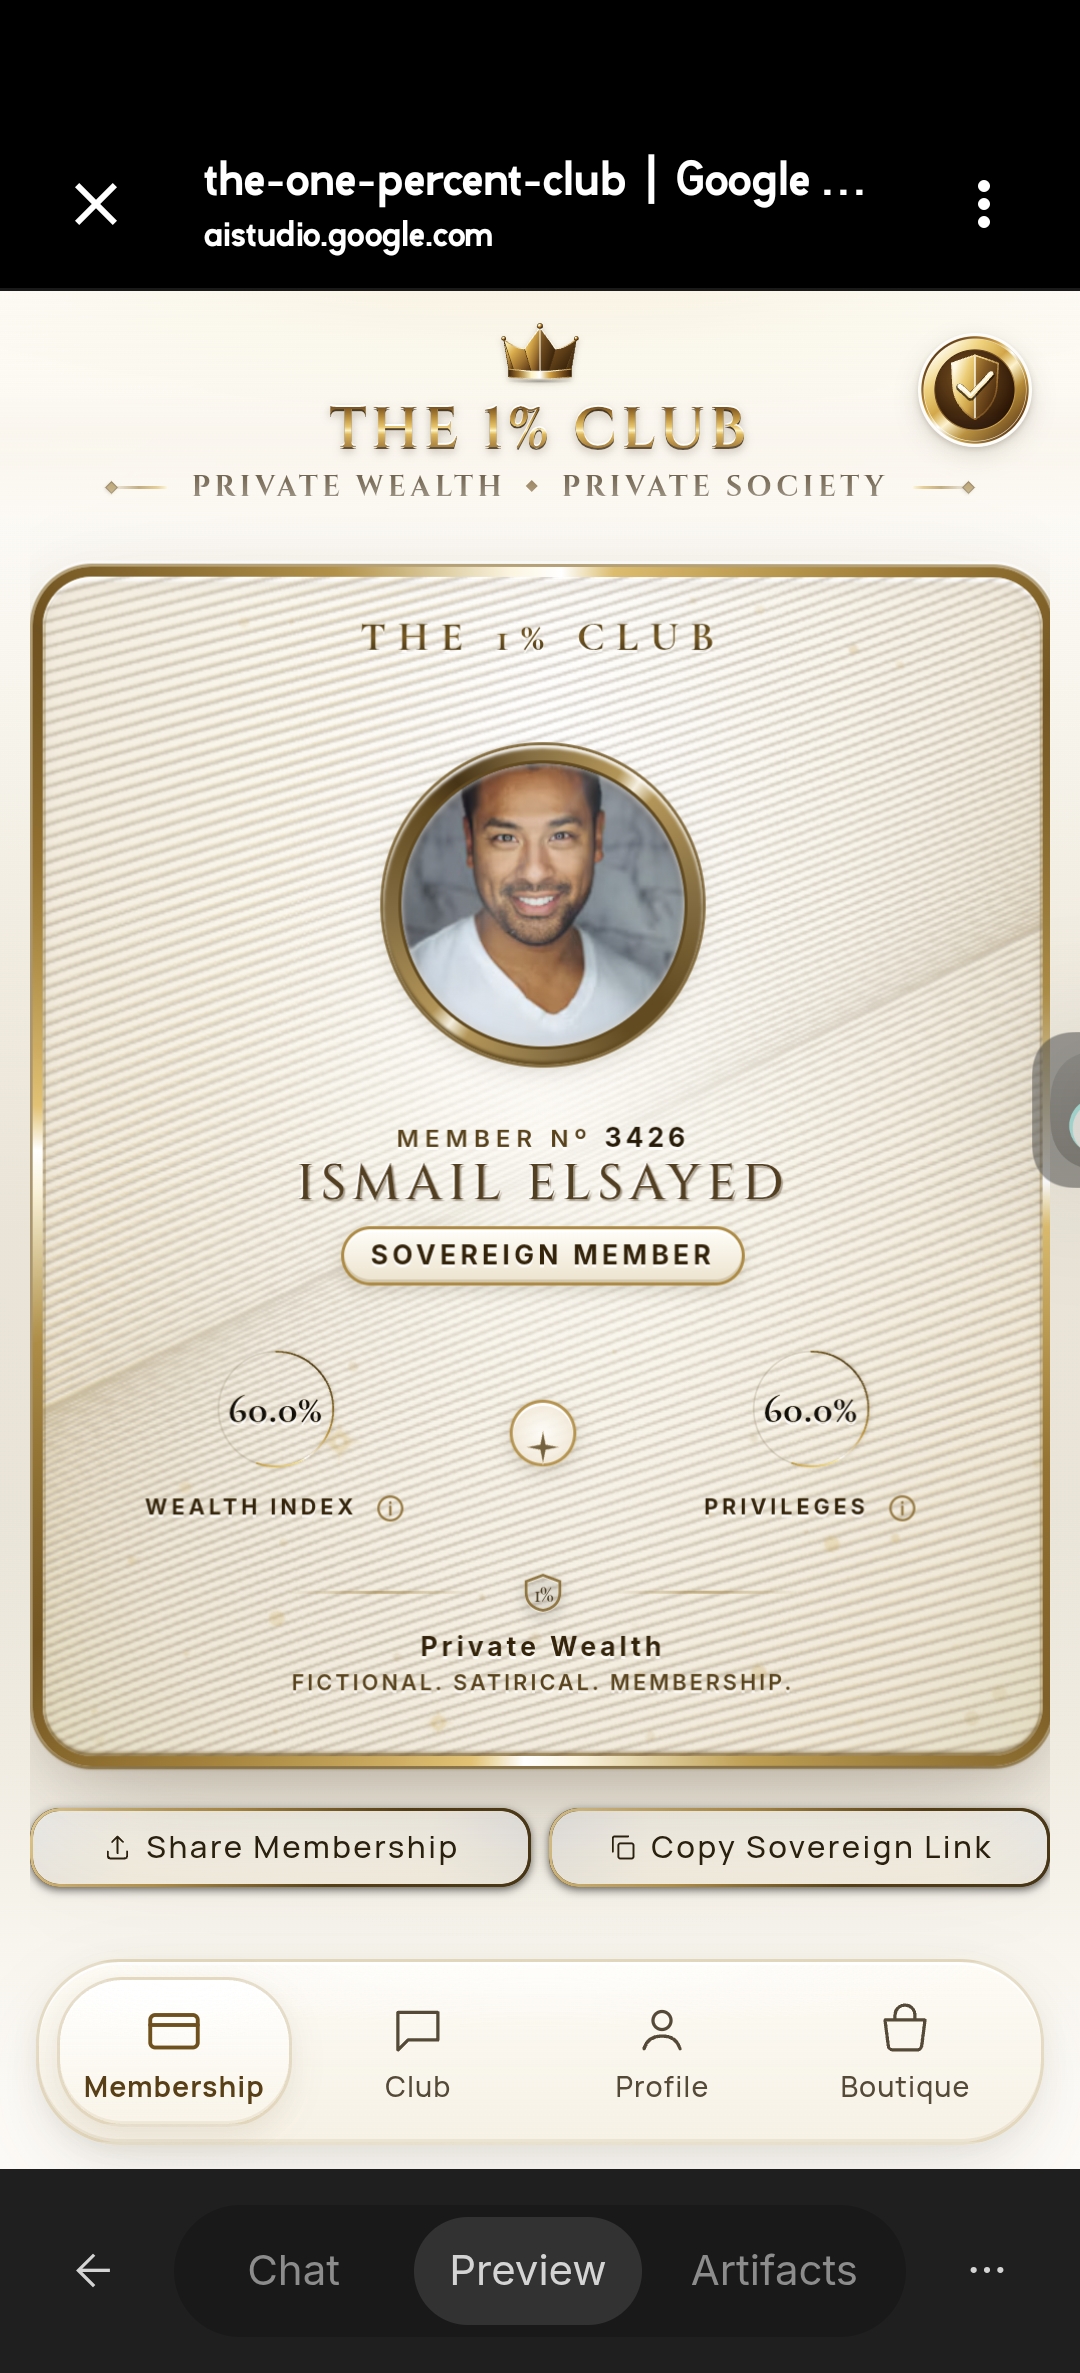 the-one-percent-club | Google ...
aistudio.google.com
THE 1% CLUB
PRIVATE WEALTH ◆ PRIVATE SOCIETY
THE 1% CLUB
MEMBER Nº 3426
ISMAIL ELSAYED
SOVEREIGN MEMBER
60.0%
60.0%
WEALTH INDEX
PRIVILEGES
1%
Private Wealth
FICTIONAL. SATIRICAL. MEMBERSHIP.
Share Membership
Copy Sovereign Link
Membership
Club
Profile
Boutique
Chat
Preview
Artifacts